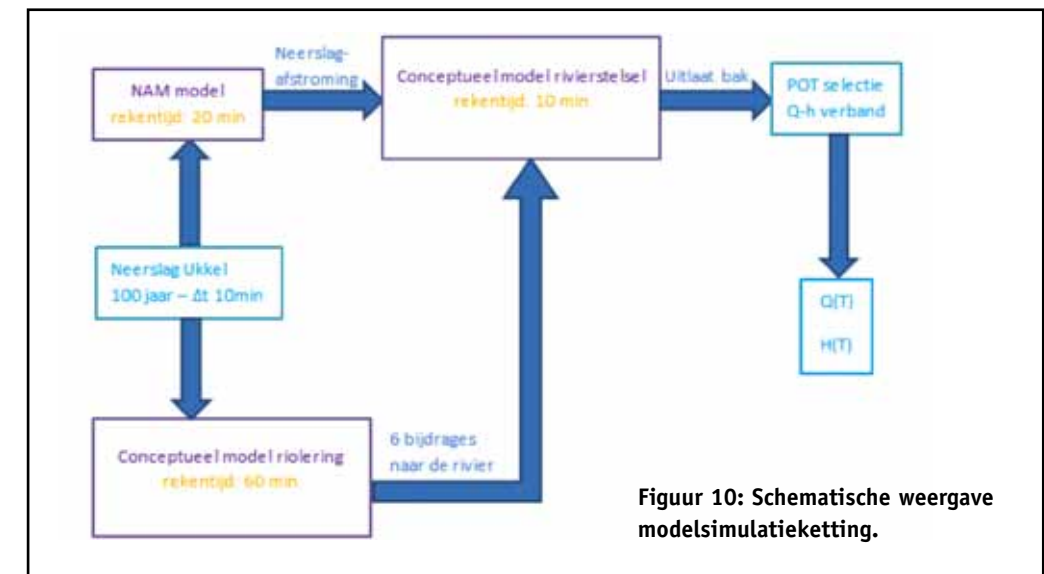 Neerslag-
afstroming
NAM model
rekentijd: 20 min
Conceptueel model rivierstelsel
rekentijd: 10 min
Uitlaat bak
POT selectie
Q-h verband
Neerslag Ukkel
100 jaar – Δt 10min
Q(T)
H(T)
Conceptueel model riolering
rekentijd: 60 min
6 bijdrages
naar de rivier
Figuur 10: Schematische weergave
modelsimulatieketting.